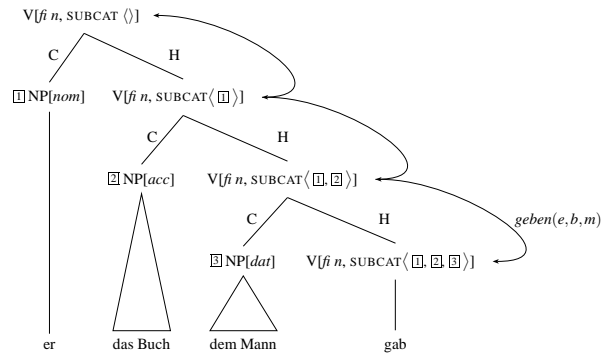 V[fin, SUBCAT ⟨⟩]
C H
1 NP[nom] V[fin, SUBCAT⟨ 1 ⟩]
C H
2 NP[acc] V[fin, SUBCAT⟨ 1, 2 ⟩]
C H geben(e, b, m)
3 NP[dat] V[fin, SUBCAT⟨ 1, 2, 3 ⟩]
er das Buch dem Mann gab